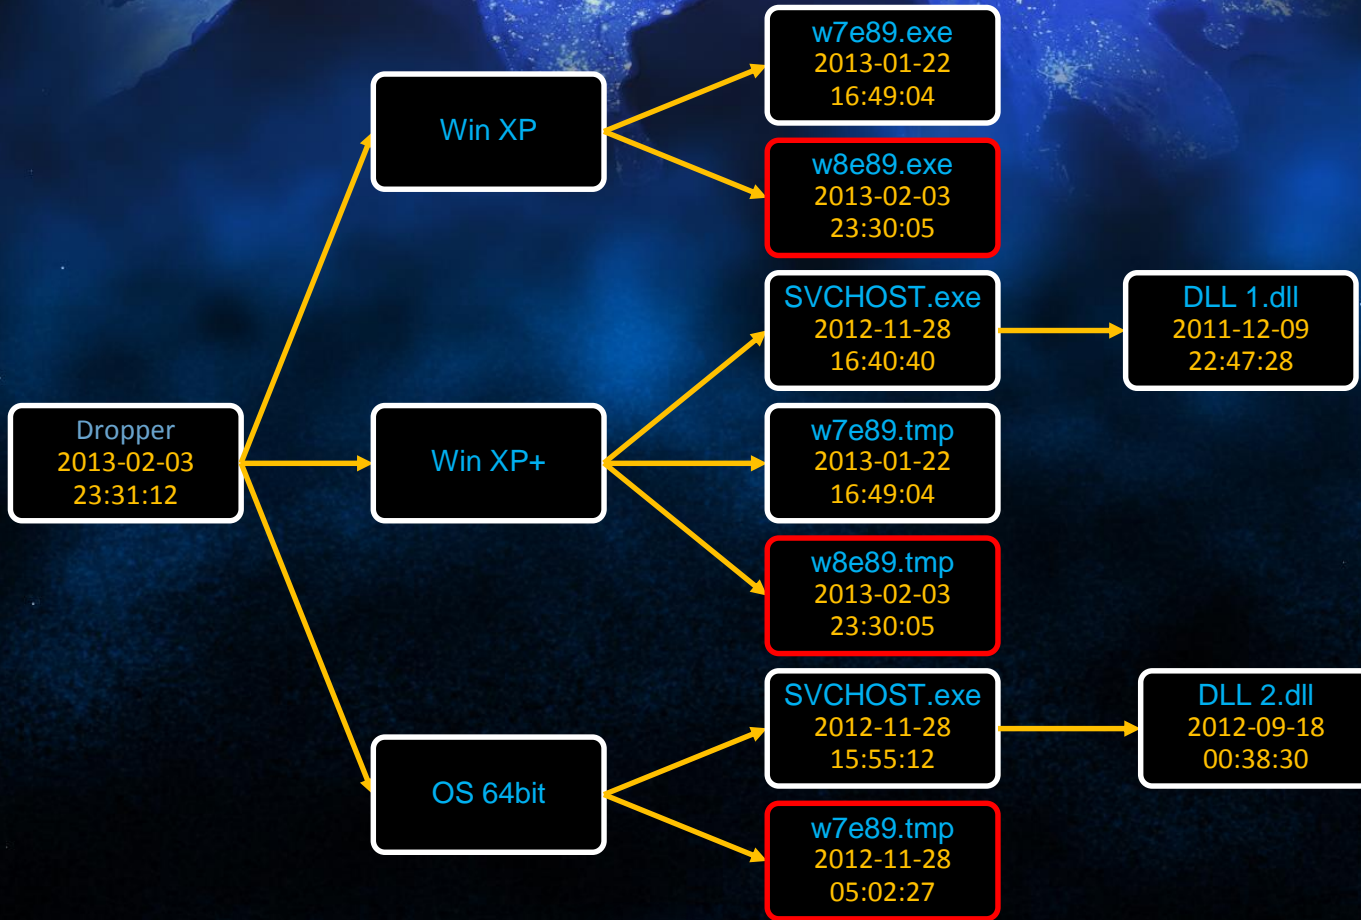 Dropper
2013-02-03
23:31:12
Win XP
w7e89.exe
2013-01-22
16:49:04
w8e89.exe
2013-02-03
23:30:05
Win XP+
SVCHOST.exe
2012-11-28
16:40:40
DLL 1.dll
2011-12-09
22:47:28
w7e89.tmp
2013-01-22
16:49:04
w8e89.tmp
2013-02-03
23:30:05
OS 64bit
SVCHOST.exe
2012-11-28
15:55:12
DLL 2.dll
2012-09-18
00:38:30
w7e89.tmp
2012-11-28
05:02:27